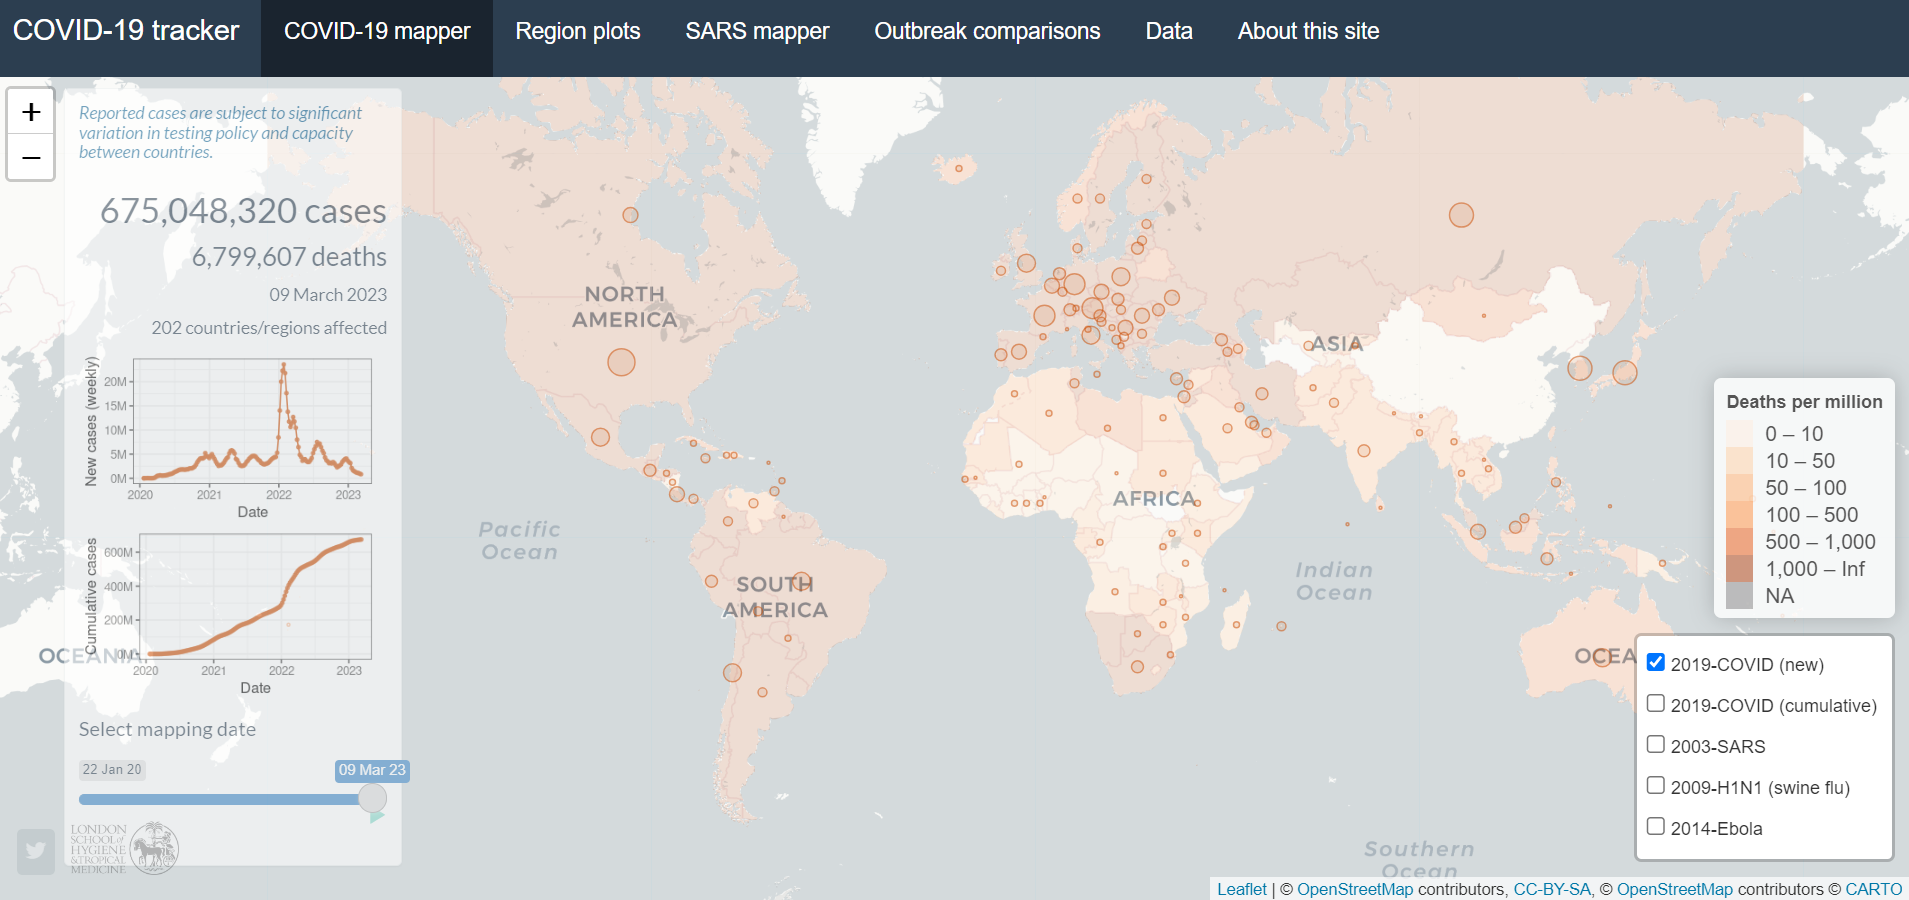 COVID-19 tracker
COVID-19 mapper
Region plots
SARS mapper
Outbreak comparisons
Data
About this site
+
−
Reported cases are subject to significant
variation in testing policy and capacity
between countries.
675,048,320 cases
6,799,607 deaths
09 March 2023
202 countries/regions affected
New cases (weekly)
20M
15M
10M
5M
0M
2020 2021 2022 2023
Date
Cumulative cases
600M
400M
200M
0M
2020 2021 2022 2023
Date
Select mapping date
22 Jan 20
09 Mar 23
LONDON
SCHOOL of
HYGIENE
& TROPICAL
MEDICINE
OCEANIA
NORTH
AMERICA
Pacific
Ocean
SOUTH
AMERICA
AFRICA
ASIA
Indian
Ocean
OCEA
Southern
Ocean
Deaths per million
0 – 10
10 – 50
50 – 100
100 – 500
500 – 1,000
1,000 – Inf
NA
2019-COVID (new)
2019-COVID (cumulative)
2003-SARS
2009-H1N1 (swine flu)
2014-Ebola
Leaflet | © OpenStreetMap contributors, CC-BY-SA, © OpenStreetMap contributors © CARTO